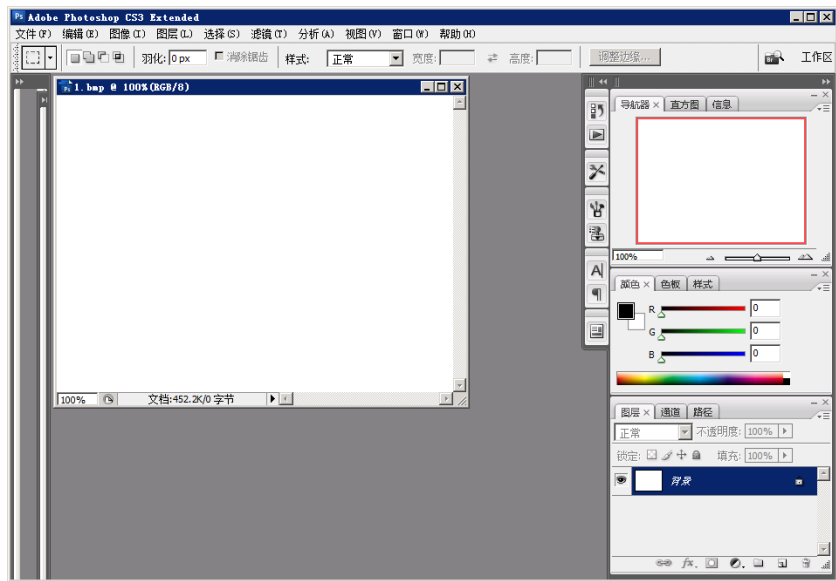 Adobe Photoshop CS3 Extended
文件(F) 编辑(E) 图像(I) 图层(L) 选择(S) 滤镜(T) 分析(A) 视图(V) 窗口(W) 帮助(H)
羽化: 0 px 消除锯齿 样式: 正常 宽度: 高度: 调整边缘... 工作区
1.bmp @ 100%(RGB/8)
导航器 × 直方图 信息
100%
颜色 × 色板 样式
R 0
G 0
B 0
100% 文档:452.2K/0 字节
图层 × 通道 路径
正常 不透明度: 100%
锁定: 填充: 100%
背景